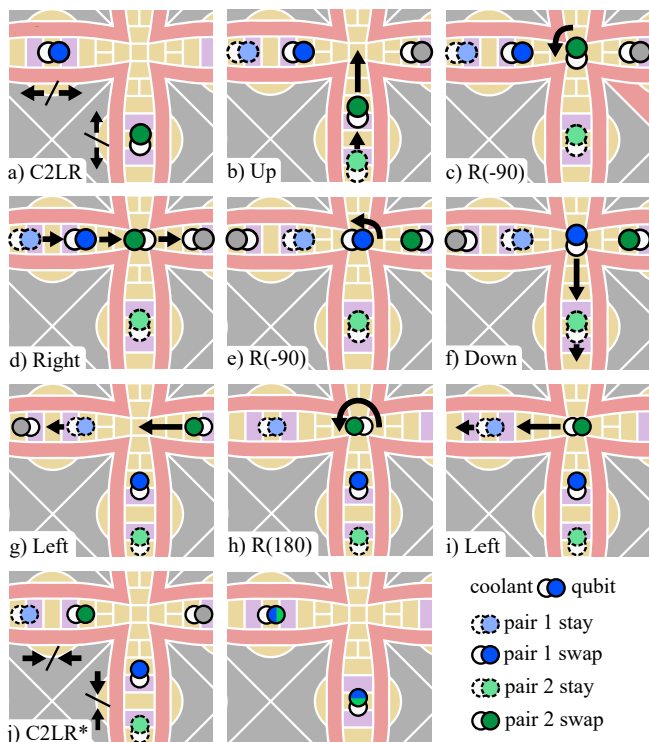 a) C2LR
b) Up
c) R(-90)
d) Right
e) R(-90)
f) Down
g) Left
h) R(180)
i) Left
j) C2LR*
coolant qubit
pair 1 stay
pair 1 swap
pair 2 stay
pair 2 swap